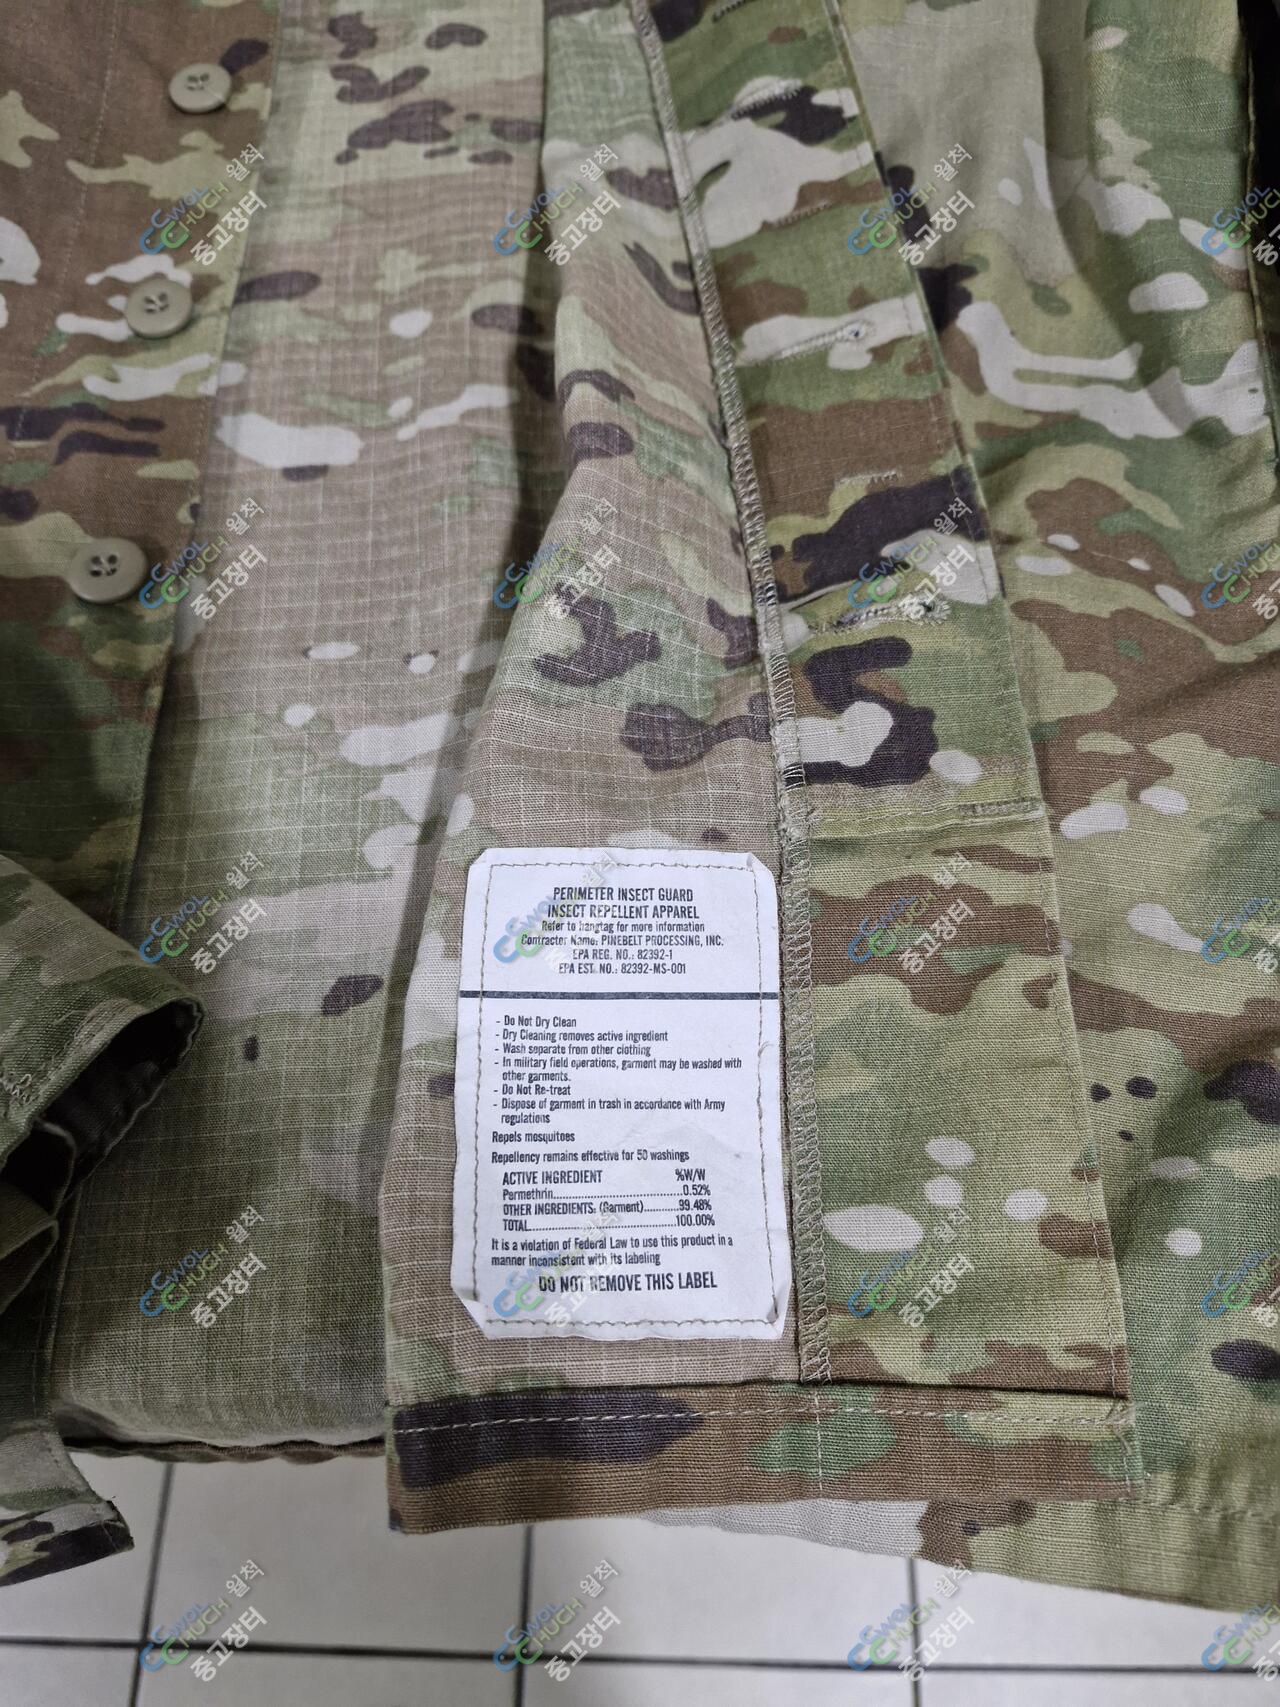 PERIMETER INSECT GUARD
INSECT REPELLENT APPAREL
Refer to hangtag for more information
Contractor Name: PINEBELT PROCESSING, INC.
EPA REG. NO.: 82392-1
EPA EST. NO.: 82392-MS-001
- Do Not Dry Clean
- Dry Cleaning removes active ingredient
- Wash separate from other clothing
- In military field operations, garment may be washed with
other garments.
- Do Not Re-treat
- Dispose of garment in trash in accordance with Army
regulations
Repels mosquitoes
Repellency remains effective for 50 washings
ACTIVE INGREDIENT %W/W
Permethrin.......................................0.52%
OTHER INGREDIENTS: (Garment)..........99.48%
TOTAL............................................100.00%
It is a violation of Federal Law to use this product in a
manner inconsistent with its labeling
DO NOT REMOVE THIS LABEL
WOL CHUCH 월척
중고장터